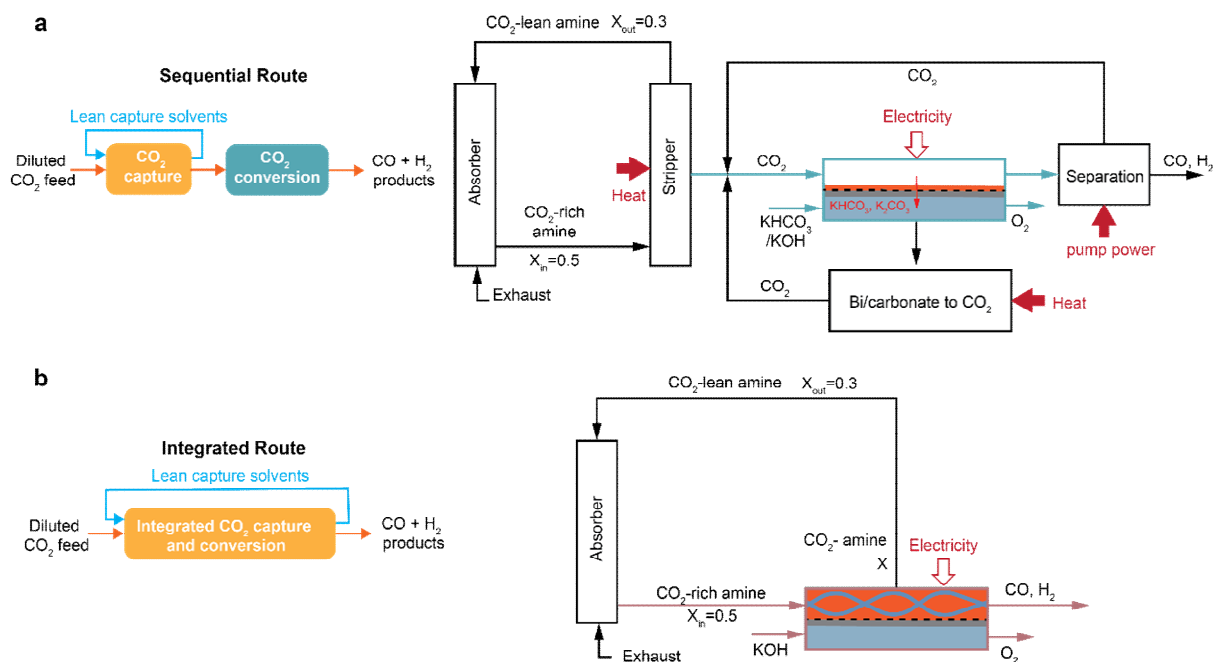 a
Sequential Route
Lean capture solvents
Diluted
CO2 feed
CO2
capture
CO2
conversion
CO + H2
products
CO2-lean amine Xout=0.3
Absorber
Heat
Stripper
CO2-rich
amine
Xin=0.5
Exhaust
CO2
CO2
Electricity
KHCO3, K2CO3
KHCO3
/KOH
O2
Separation
CO, H2
pump power
CO2
Bi/carbonate to CO2
Heat
b
Integrated Route
Lean capture solvents
Diluted
CO2 feed
Integrated CO2 capture
and conversion
CO + H2
products
CO2-lean amine Xout=0.3
Absorber
CO2- amine
X
Electricity
CO2-rich amine
Xin=0.5
CO, H2
KOH
O2
Exhaust